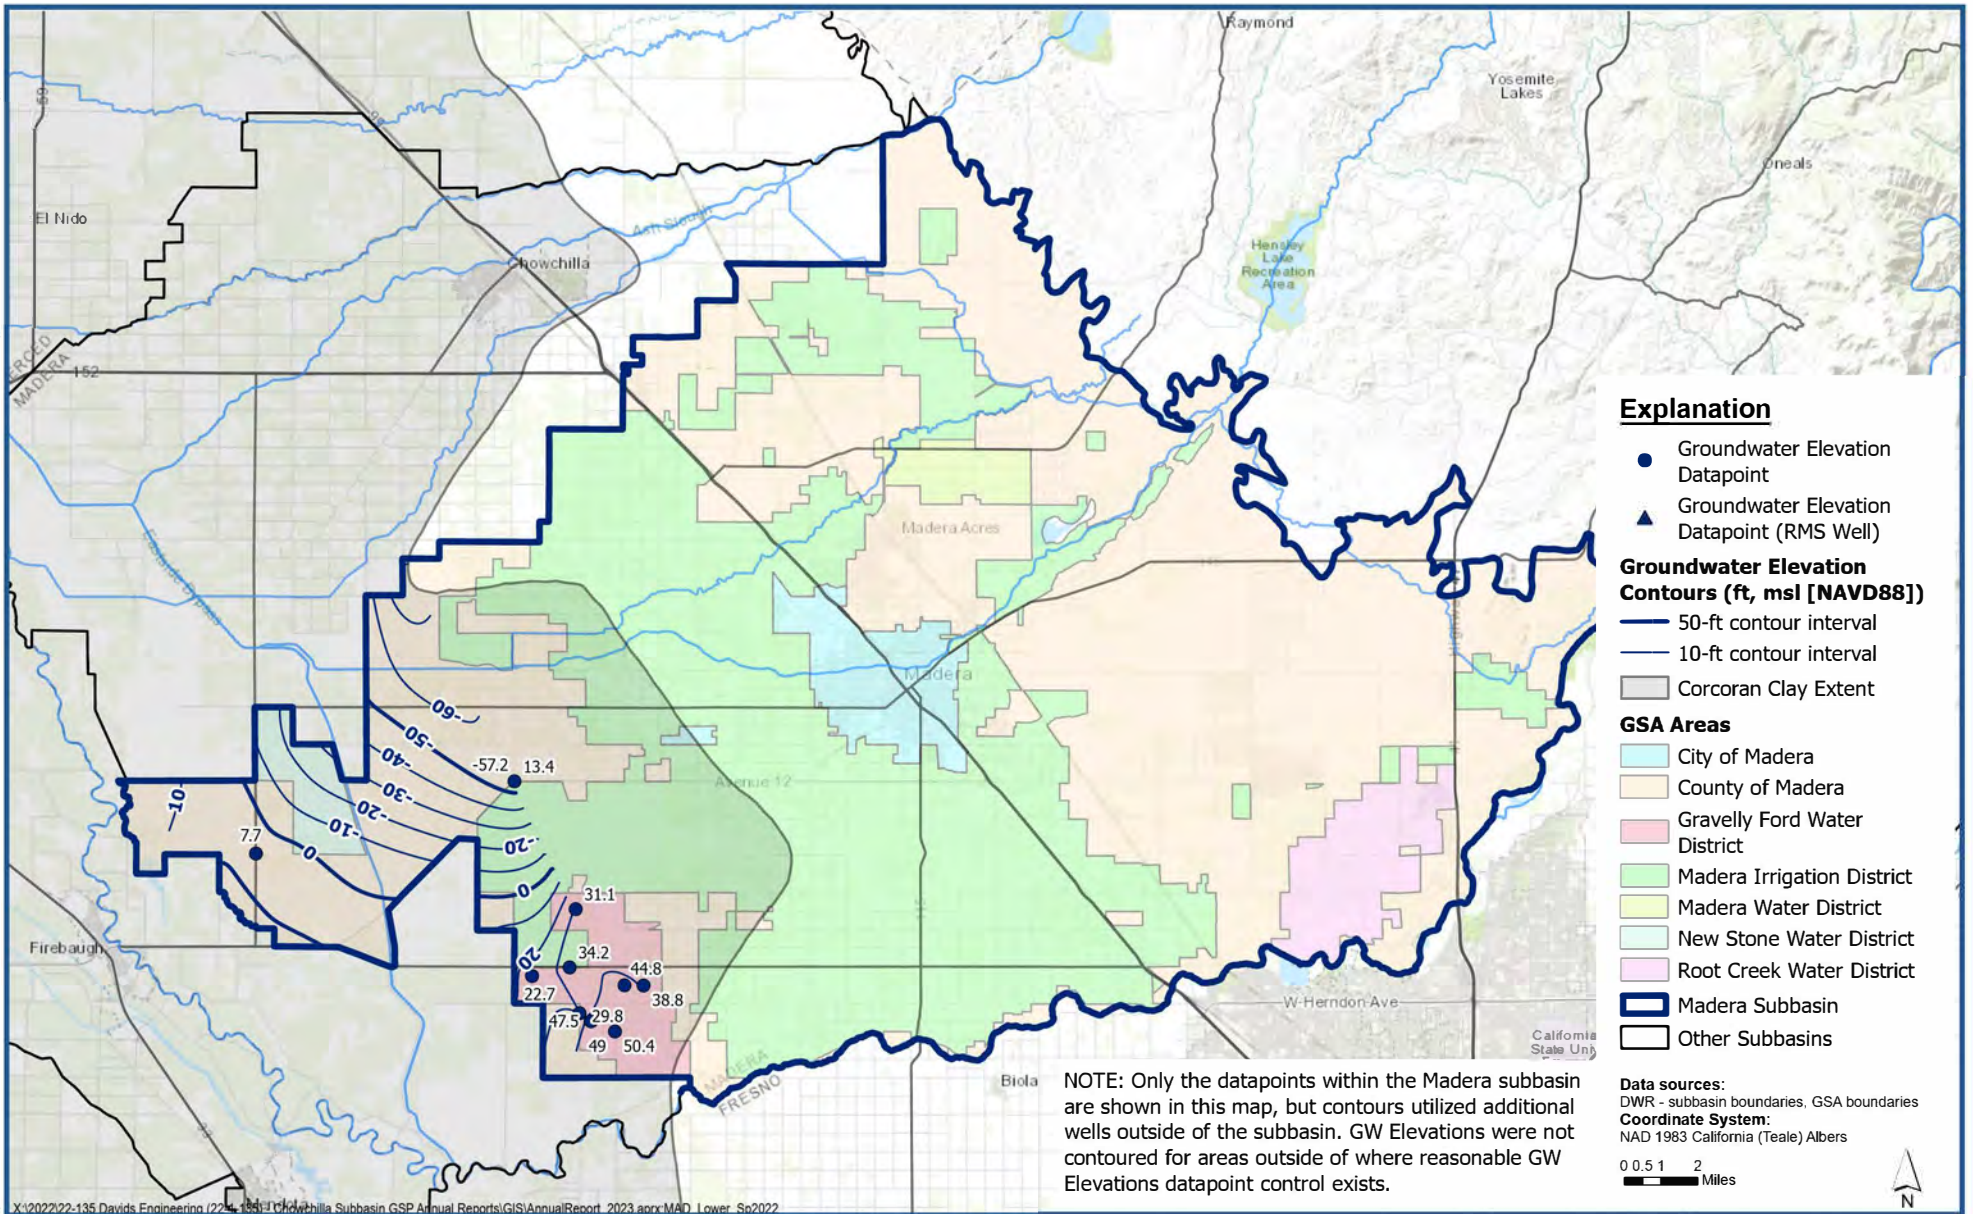 Raymond
Yosemite
Lakes
Oneals
59
99
El Nido
Ash Slough
Chowchilla
Hensley
Lake
Recreation
Area
MADERA
152
Explanation
Groundwater Elevation
Datapoint
Groundwater Elevation
Datapoint (RMS Well)
Groundwater Elevation
Contours (ft, msl [NAVD88])
50-ft contour interval
10-ft contour interval
Corcoran Clay Extent
GSA Areas
City of Madera
County of Madera
Gravelly Ford Water
District
Madera Irrigation District
Madera Water District
New Stone Water District
Root Creek Water District
Madera Subbasin
Other Subbasins
Data sources:
DWR - subbasin boundaries, GSA boundaries
Coordinate System:
NAD 1983 California (Teale) Albers
0 0.5 1 2
Miles
N
Madera Acres
145
Eastside Bypass
Madera
Avenue 12
-60
-50
-40
-30
-20
-10
0
-10
-57.2 13.4
7.7
-20
0
31.1
20
34.2
44.8
22.7
38.8
47.5
29.8
49
50.4
Firebaugh
W Herndon Ave
California
State Univ
MADERA
FRESNO
Biola
33
Mendota
NOTE: Only the datapoints within the Madera subbasin
are shown in this map, but contours utilized additional
wells outside of the subbasin. GW Elevations were not
contoured for areas outside of where reasonable GW
Elevations datapoint control exists.